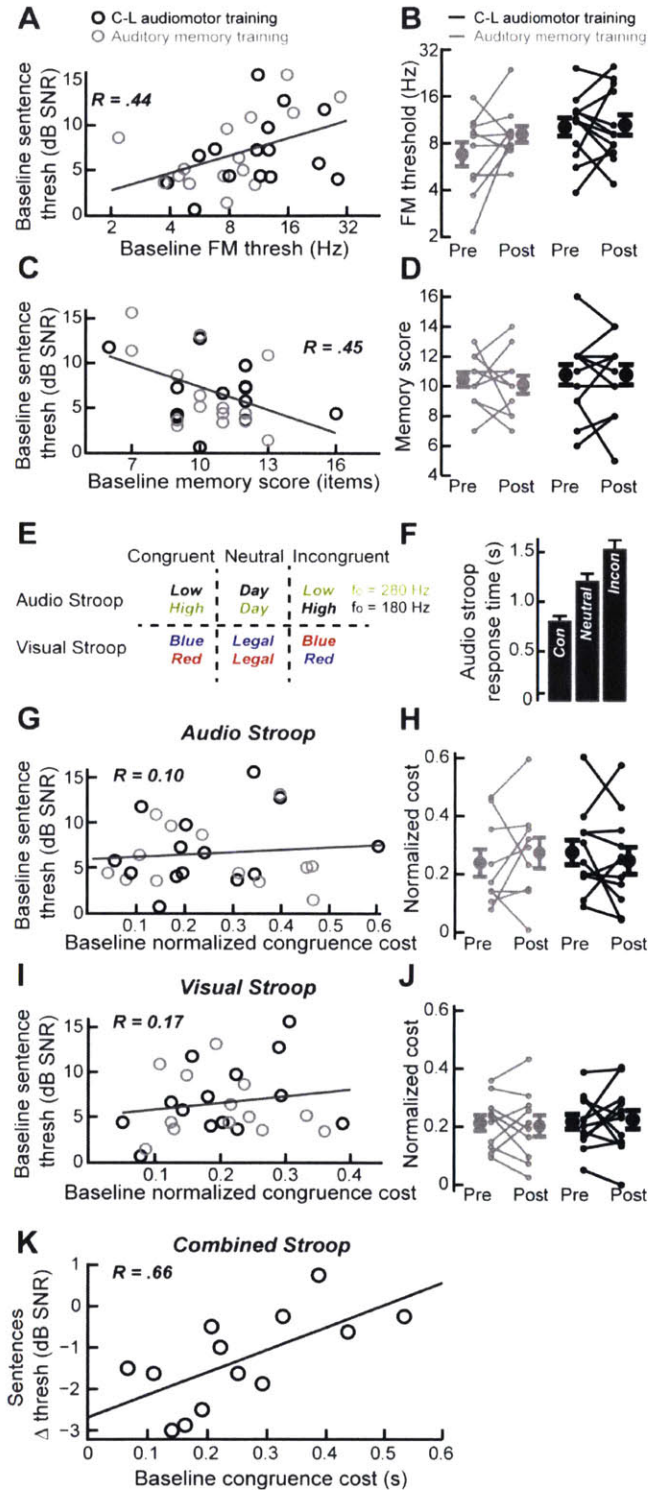 A
C-L audiomotor training
Auditory memory training
R = .44
Baseline sentence
thresh (dB SNR)
15
10
5
0
2 4 8 16 32
Baseline FM thresh (Hz)
B
C-L audiomotor training
Auditory memory training
FM threshold (Hz)
32
16
8
4
2
Pre Post Pre Post
C
R = .45
Baseline sentence
thresh (dB SNR)
15
10
5
0
7 10 13 16
Baseline memory score (items)
D
Memory score
16
14
12
10
8
6
4
Pre Post Pre Post
E
Congruent Neutral Incongruent
Audio Stroop
Low Day Low f₀ = 280 Hz
High Day High f₀ = 180 Hz
Visual Stroop
Blue Legal Blue
Red Legal Red
F
Audio stroop
response time (s)
1.5
1.0
0.5
0
Con
Neutral
Incon
G
Audio Stroop
R = 0.10
Baseline sentence
thresh (dB SNR)
15
10
5
0
0.1 0.2 0.3 0.4 0.5 0.6
Baseline normalized congruence cost
H
Normalized cost
0.6
0.4
0.2
0
Pre Post Pre Post
I
Visual Stroop
R = 0.17
Baseline sentence
thresh (dB SNR)
15
10
5
0
0 0.1 0.2 0.3 0.4
Baseline normalized congruence cost
J
Normalized cost
0.6
0.4
0.2
0
Pre Post Pre Post
K
Combined Stroop
R = .66
Sentences
Δ thresh (dB SNR)
1
0
−1
−2
−3
0 0.1 0.2 0.3 0.4 0.5 0.6
Baseline congruence cost (s)